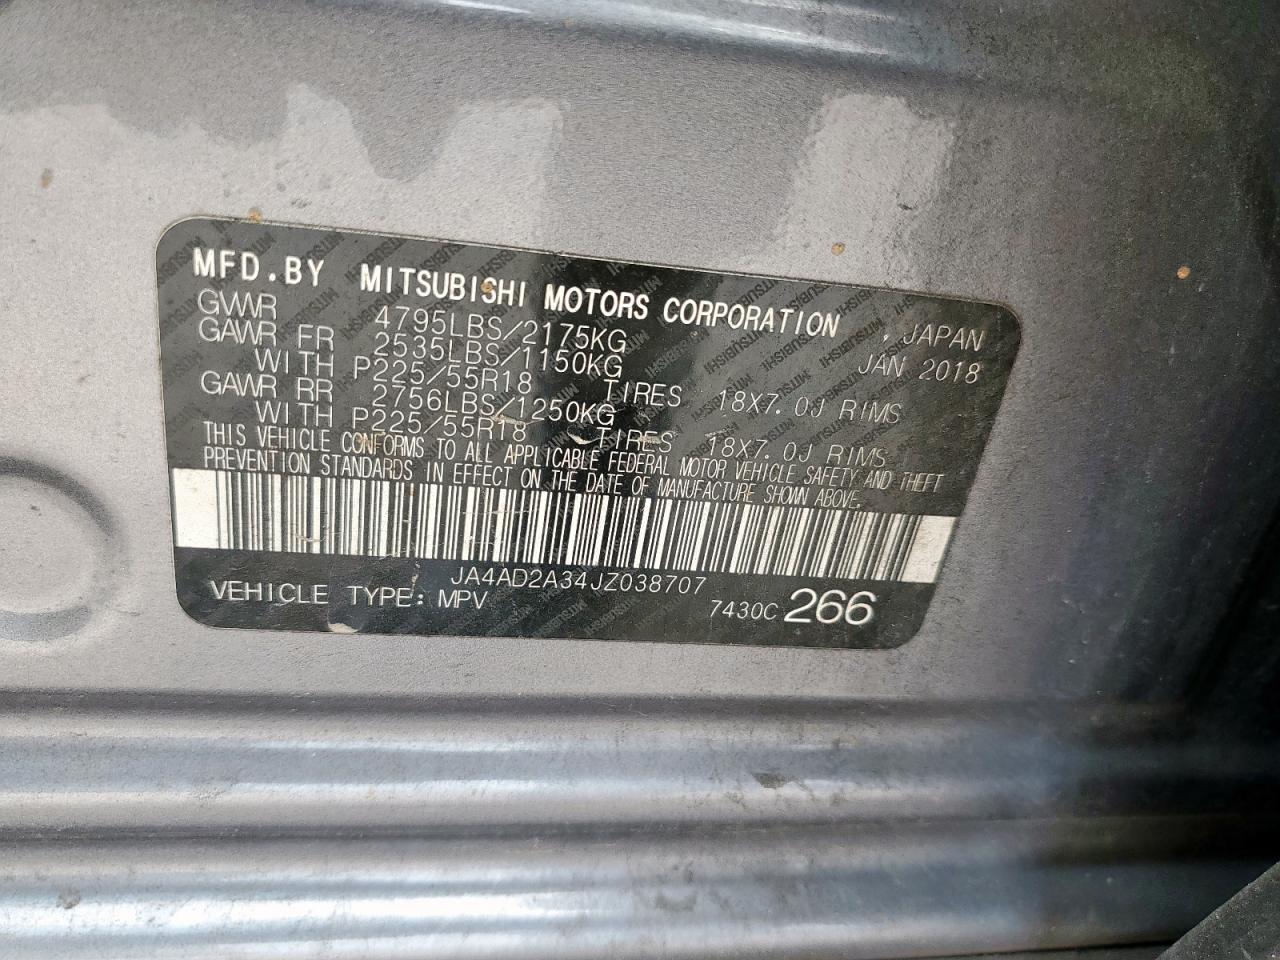 MFD.BY MITSUBISHI MOTORS CORPORATION , JAPAN
GVWR 4795LBS/2175KG JAN 2018
GAWR FR 2535LBS/1150KG
WITH P225/55R18 TIRES 18X7.0J RIMS
GAWR RR 2756LBS/1250KG
WITH P225/55R18 TIRES 18X7.0J RIMS
THIS VEHICLE CONFORMS TO ALL APPLICABLE FEDERAL MOTOR VEHICLE SAFETY AND THEFT
PREVENTION STANDARDS IN EFFECT ON THE DATE OF MANUFACTURE SHOWN ABOVE.
JA4AD2A34JZ038707
VEHICLE TYPE: MPV 7430C 266